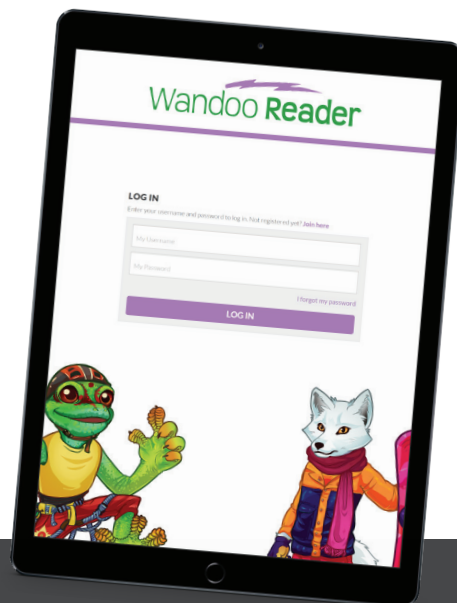 Wandoo Reader
LOG IN
Enter your username and password to log in. Not registered yet? Join here
My Username
My Password
I forgot my password
LOG IN